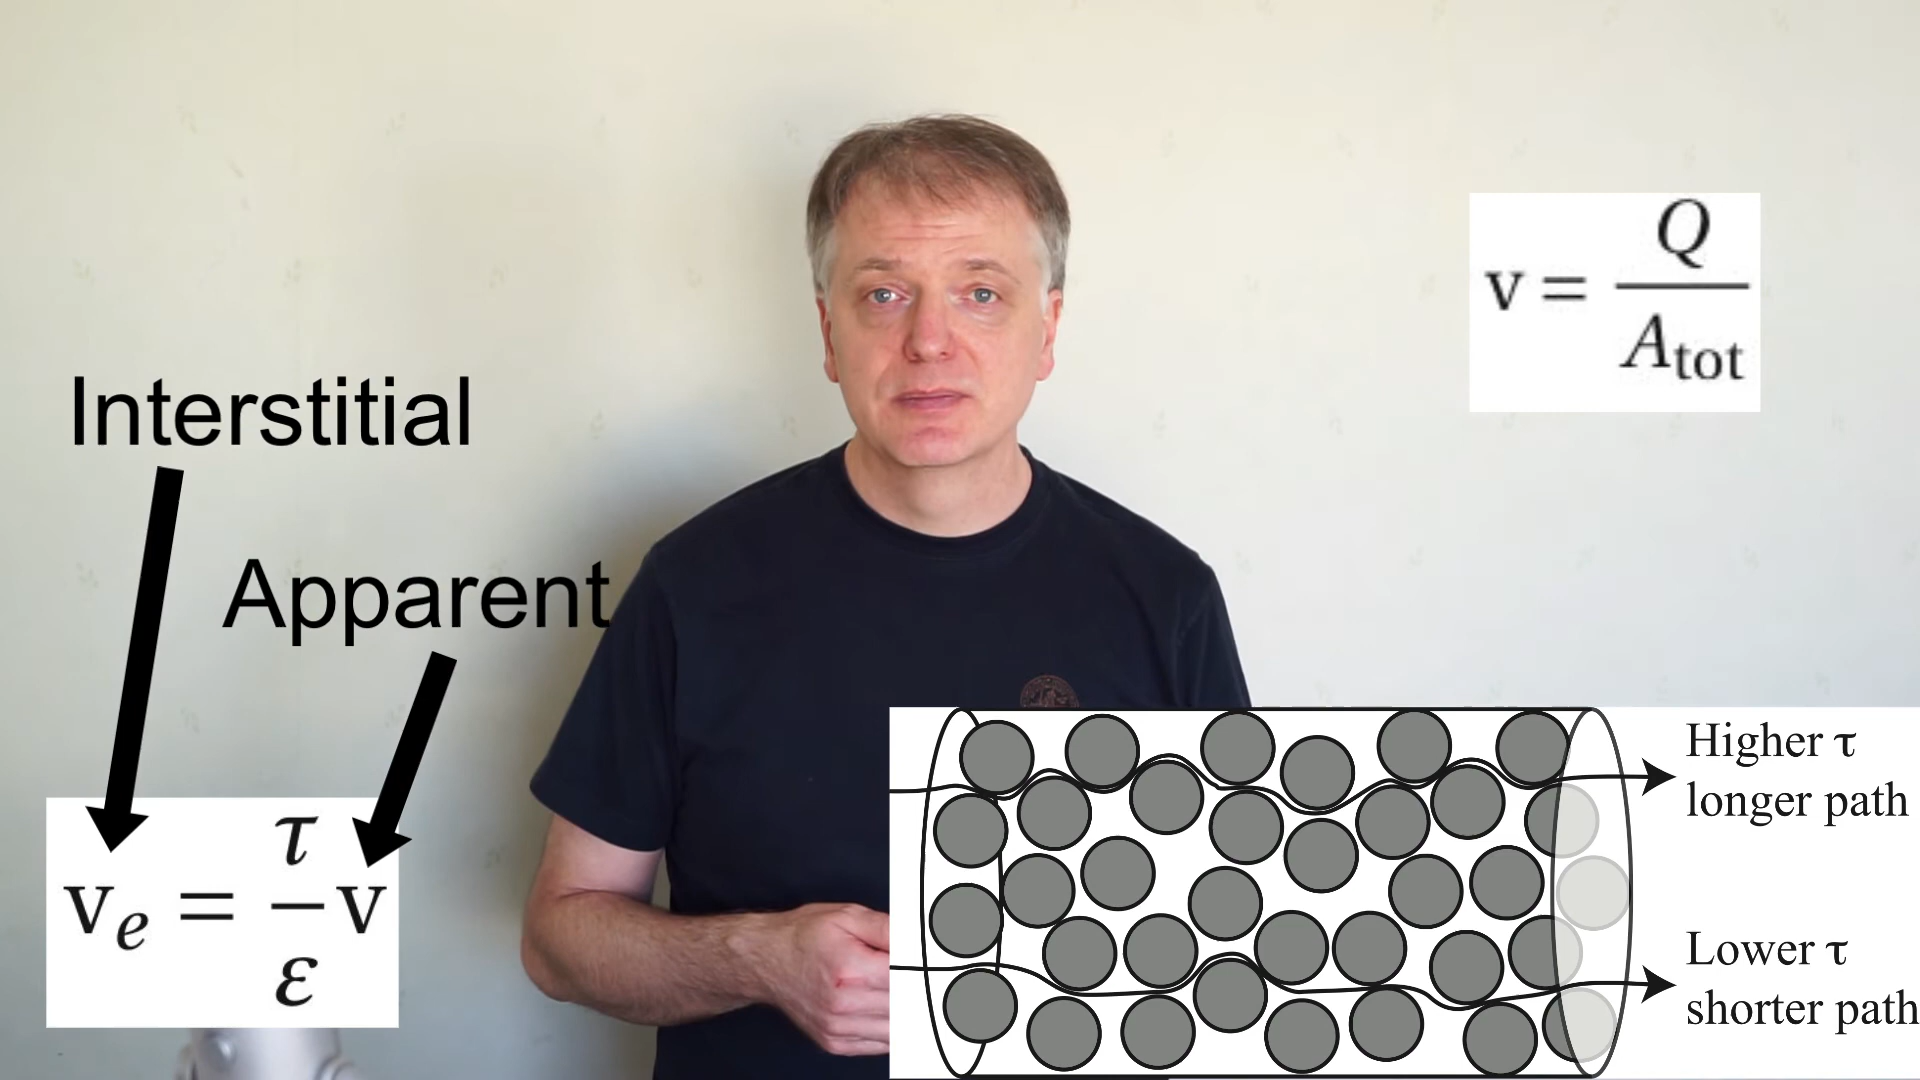 v = Q / A_tot
Interstitial
Apparent
v_e = τ/ε v
Higher τ
longer path
Lower τ
shorter path